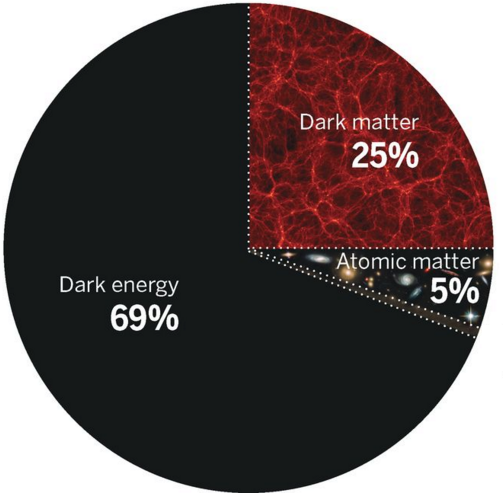 Dark matter
25%
Atomic matter
5%
Dark energy
69%